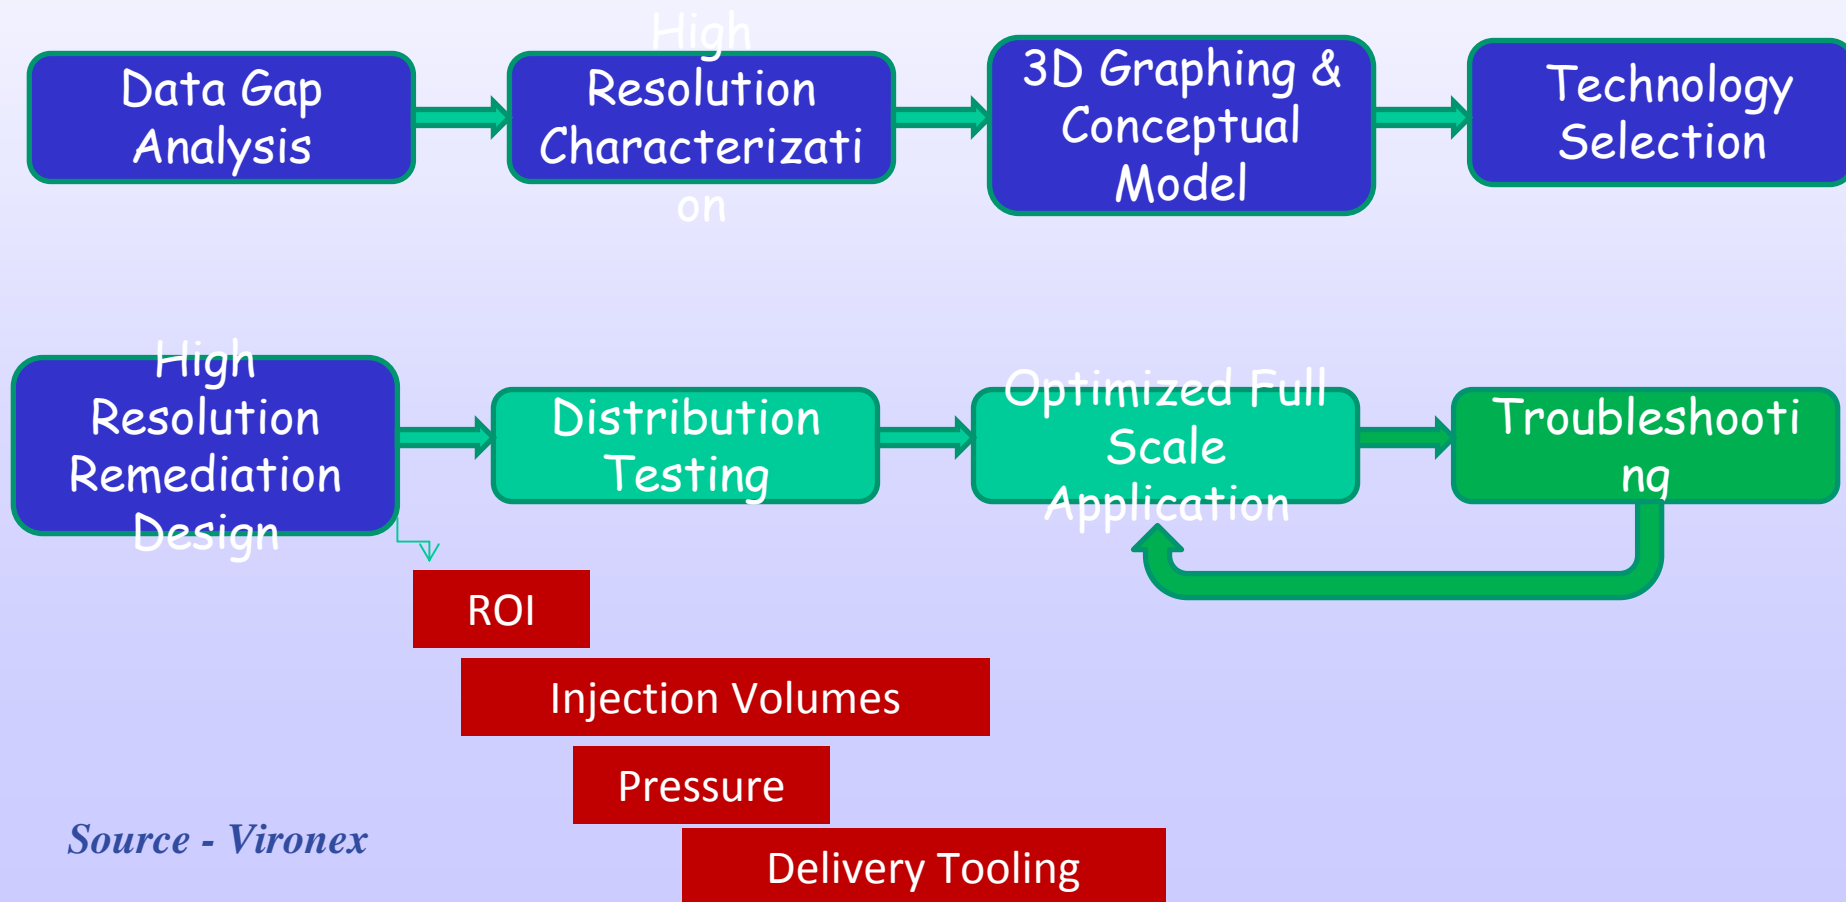 Data Gap
Analysis
High
Resolution
Characterizati
on
3D Graphing &
Conceptual
Model
Technology
Selection
High
Resolution
Remediation
Design
Distribution
Testing
Optimized Full
Scale
Application
Troubleshooti
ng
ROI
Injection Volumes
Pressure
Delivery Tooling
Source - Vironex